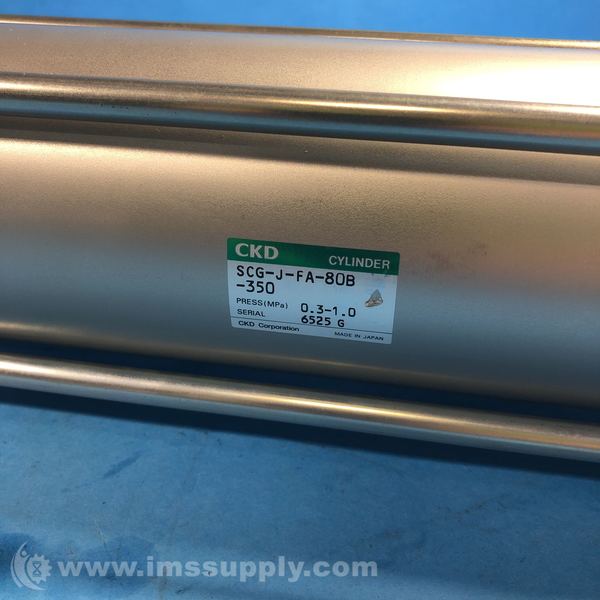 CKD CYLINDER
SCG-J-FA-80B
-350
PRESS(MPa) 0.3-1.0
SERIAL 6525 G
CKD Corporation MADE IN JAPAN
www.imssupply.com